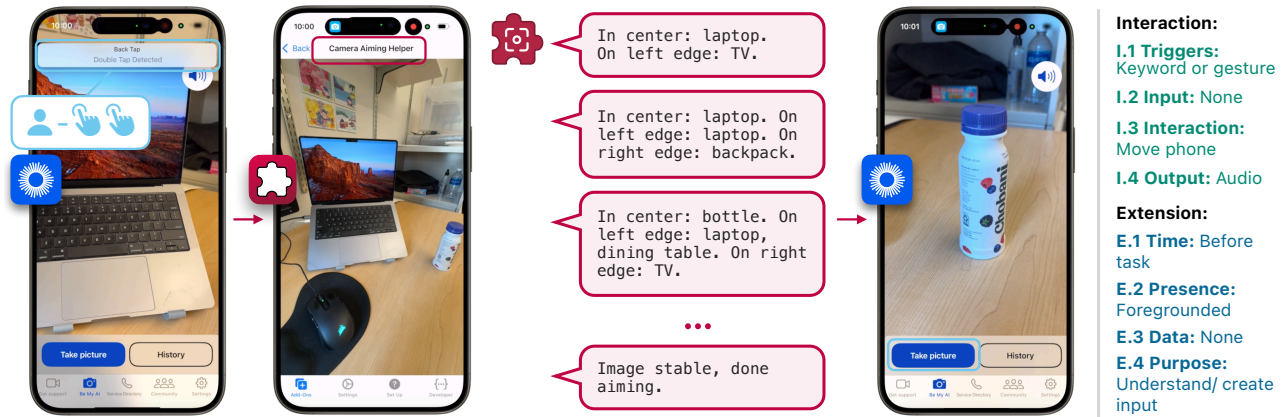 10:00
Back Tap
Double Tap Detected
Take picture
History
Get support
Be My AI
Service Directory
Community
Settings
10:00
Back
Camera Aiming Helper
Add-Ons
Settings
Set Up
Developer
In center: laptop.
On left edge: TV.
In center: laptop. On
left edge: laptop. On
right edge: backpack.
In center: bottle. On
left edge: laptop,
dining table. On right
edge: TV.
...
Image stable, done
aiming.
10:01
Chobani
Take picture
History
Get support
Be My AI
Service Directory
Community
Settings
Interaction:
I.1 Triggers:
Keyword or gesture
I.2 Input: None
I.3 Interaction:
Move phone
I.4 Output: Audio
Extension:
E.1 Time: Before
task
E.2 Presence:
Foregrounded
E.3 Data: None
E.4 Purpose:
Understand/ create
input